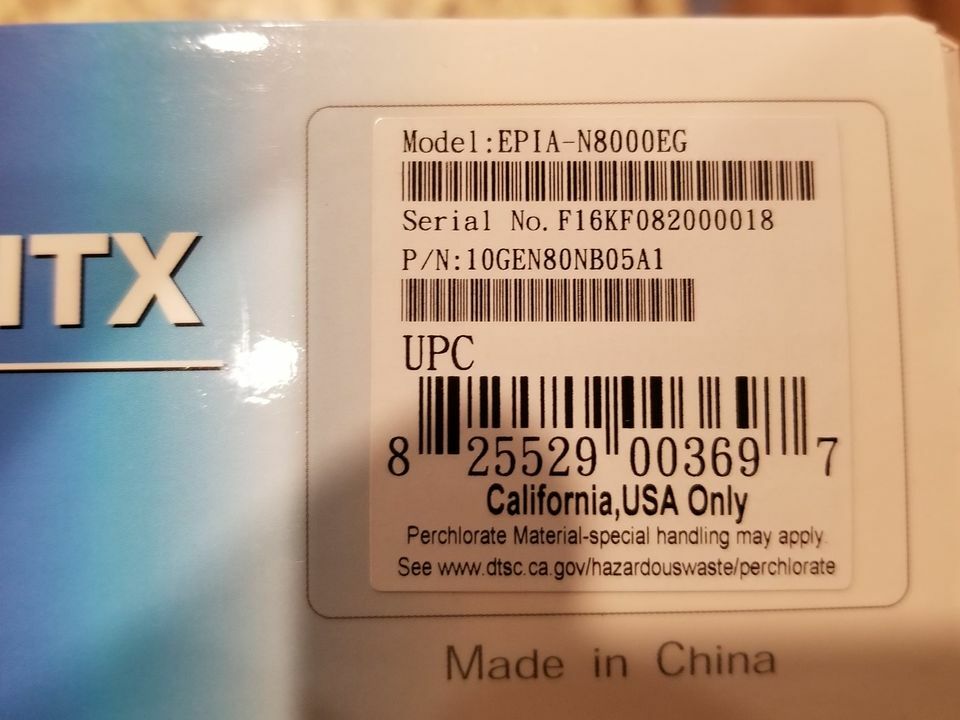 ITX
Model:EPIA-N8000EG
Serial No.F16KF082000018
P/N:10GEN80NB05A1
UPC
8 25529 00369 7
California,USA Only
Perchlorate Material-special handling may apply.
See www.dtsc.ca.gov/hazardouswaste/perchlorate
Made in China